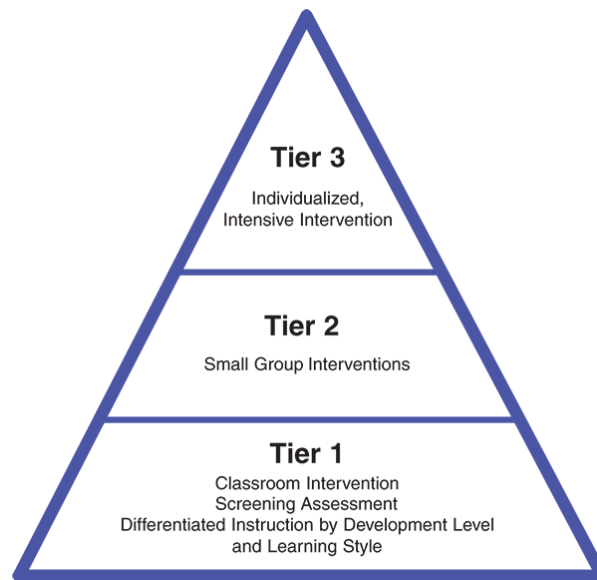 Tier 3
Individualized,
Intensive Intervention
Tier 2
Small Group Interventions
Tier 1
Classroom Intervention
Screening Assessment
Differentiated Instruction by Development Level
and Learning Style